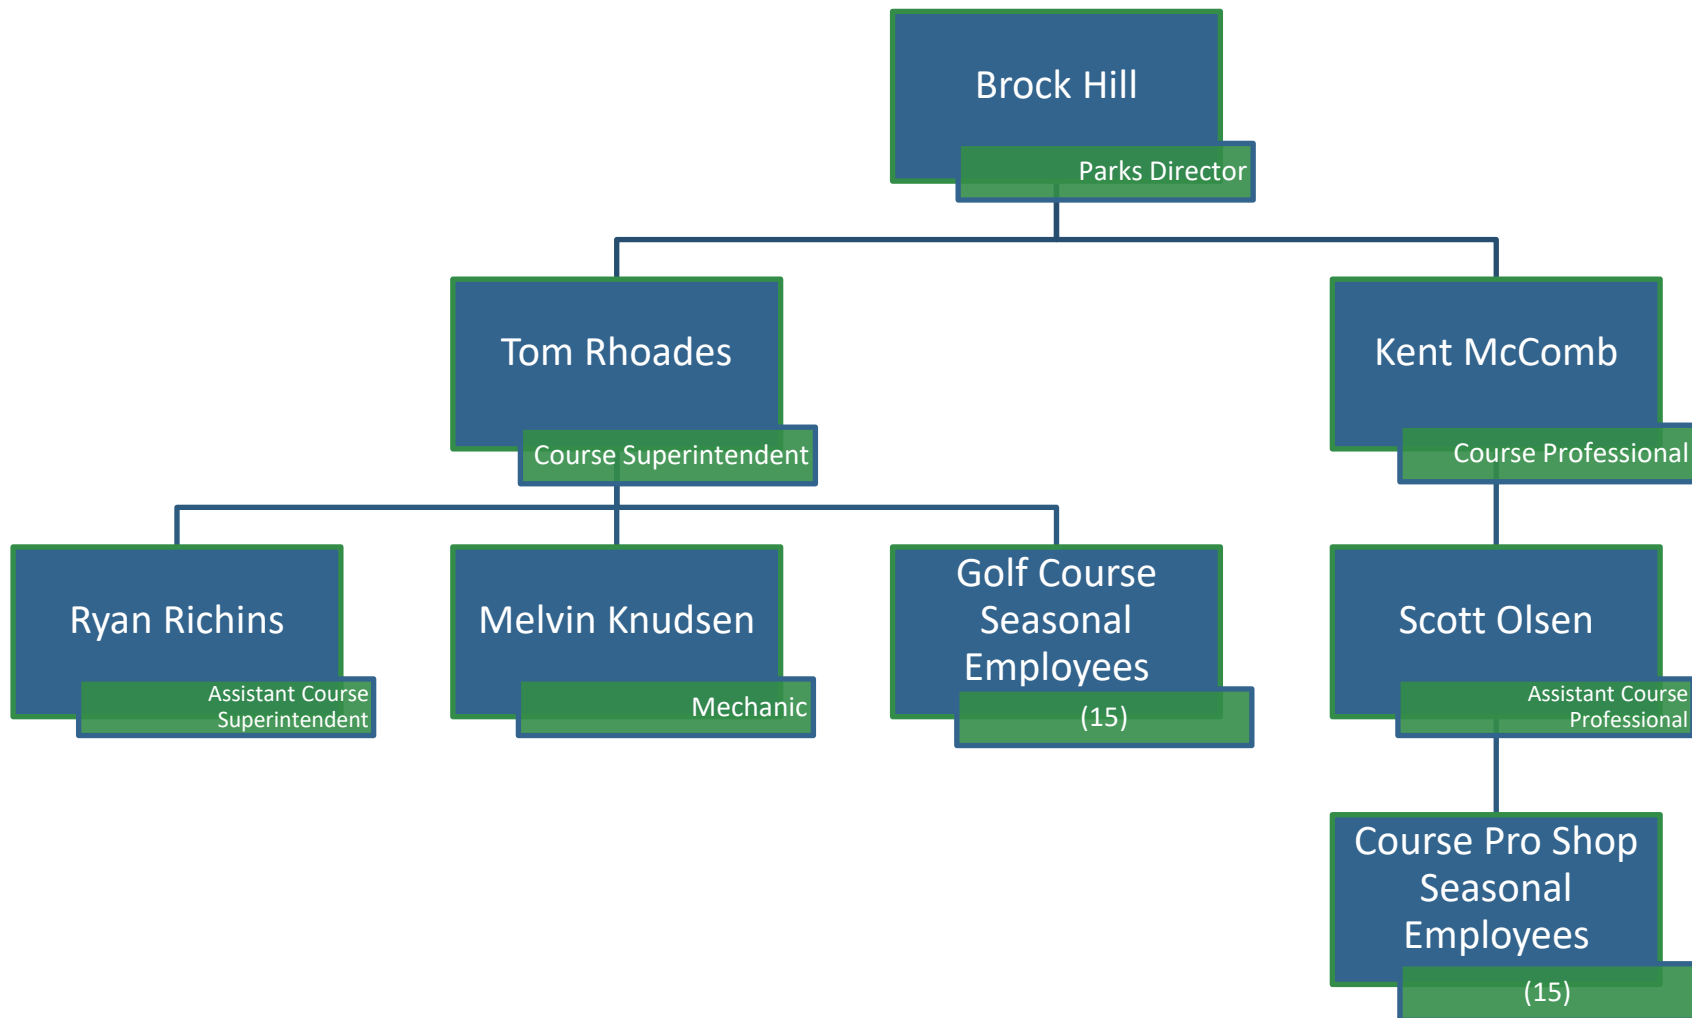 Brock Hill
Parks Director
Tom Rhoades
Course Superintendent
Kent McComb
Course Professional
Ryan Richins
Assistant Course
Superintendent
Melvin Knudsen
Mechanic
Golf Course
Seasonal
Employees
(15)
Scott Olsen
Assistant Course
Professional
Course Pro Shop
Seasonal
Employees
(15)